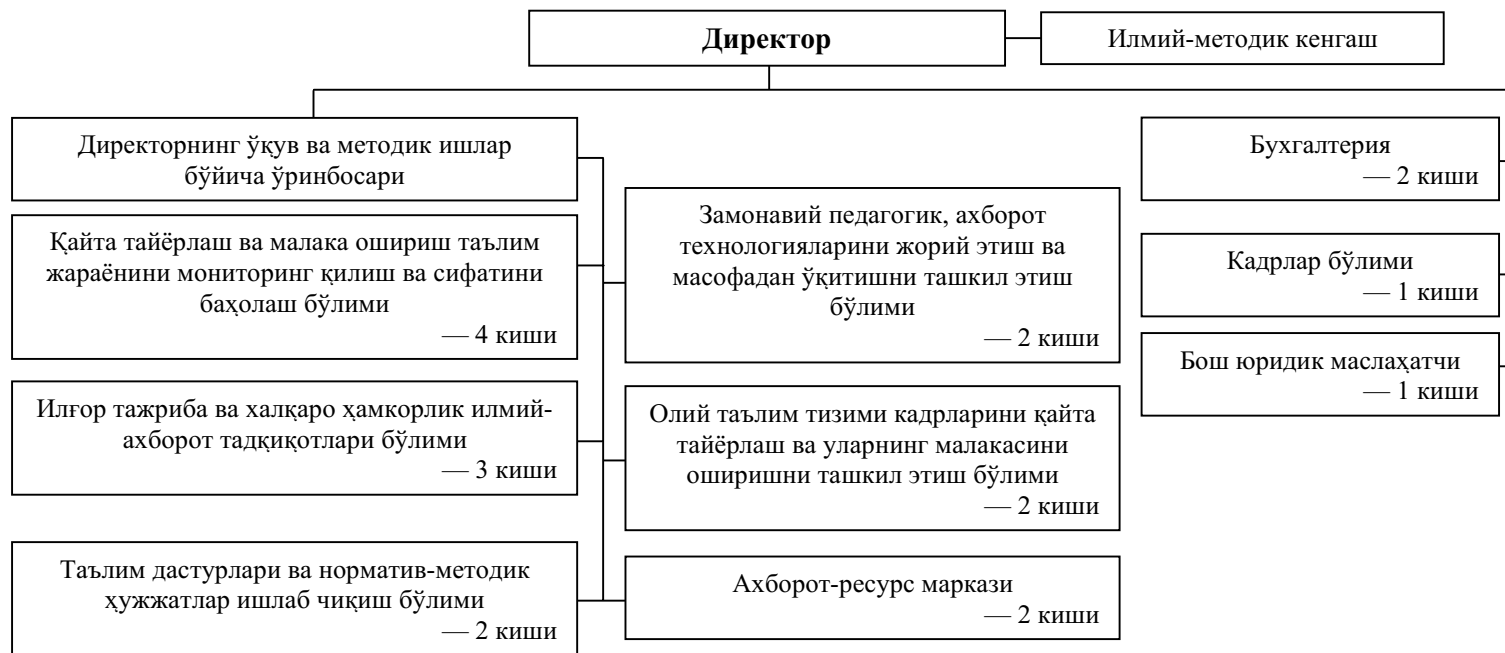 Директор
Илмий-методик кенгаш
Директорнинг ўқув ва методик ишлар
бўйича ўринбосари
Қайта тайёрлаш ва малака ошириш таълим
жараёнини мониторинг қилиш ва сифатини
баҳолаш бўлими
— 4 киши
Илғор тажриба ва халқаро ҳамкорлик илмий-
ахборот тадқиқотлари бўлими
— 3 киши
Таълим дастурлари ва норматив-методик
ҳужжатлар ишлаб чиқиш бўлими
— 2 киши
Замонавий педагогик, ахборот
технологияларини жорий этиш ва
масофадан ўқитишни ташкил этиш
бўлими
— 2 киши
Олий таълим тизими кадрларини қайта
тайёрлаш ва уларнинг малакасини
оширишни ташкил этиш бўлими
— 2 киши
Ахборот-ресурс маркази
— 2 киши
Бухгалтерия
— 2 киши
Кадрлар бўлими
— 1 киши
Бош юридик маслаҳатчи
— 1 киши